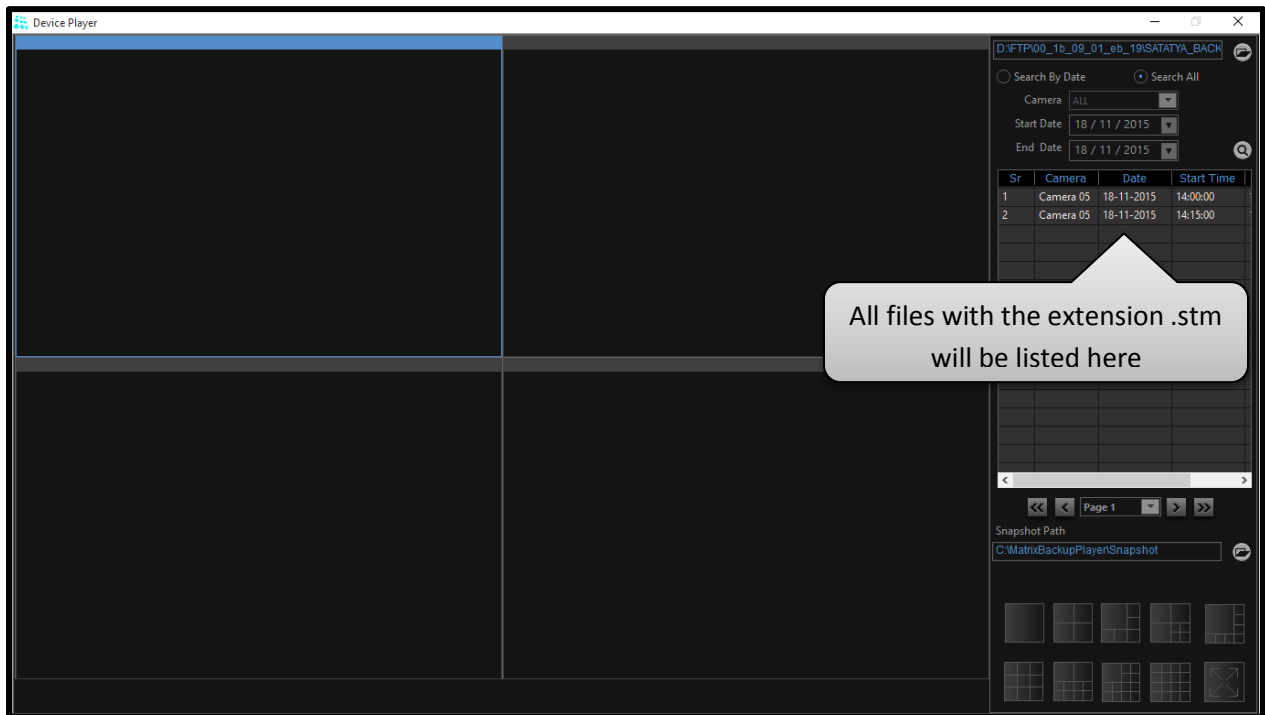 Device Player
D:\FTP\00_1b_09_01_eb_19\SATATYA_BACK
Search By Date Search All
Camera ALL
Start Date 18 / 11 / 2015
End Date 18 / 11 / 2015
Sr Camera Date Start Time
1 Camera 05 18-11-2015 14:00:00
2 Camera 05 18-11-2015 14:15:00
All files with the extension .stm
will be listed here
Page 1
Snapshot Path
C:\MatrixBackupPlayer\Snapshot